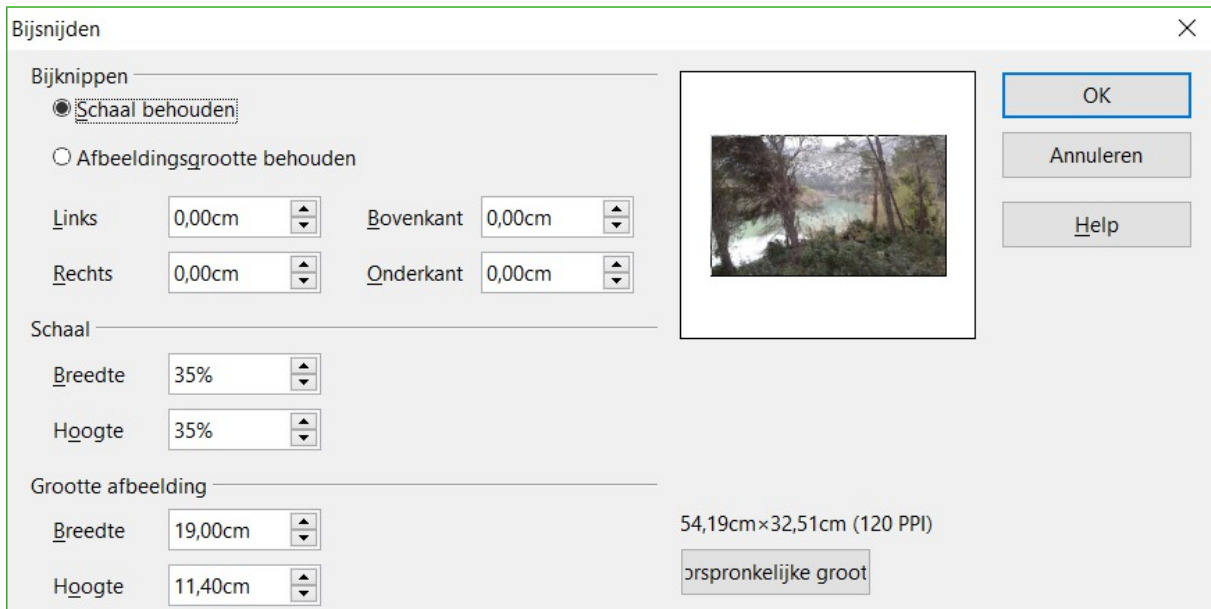 Bijsnijden
Bijknippen
Schaal behouden
Afbeeldingsgrootte behouden
Links 0,00cm Bovenkant 0,00cm
Rechts 0,00cm Onderkant 0,00cm
Schaal
Breedte 35%
Hoogte 35%
Grootte afbeelding
Breedte 19,00cm
Hoogte 11,40cm
OK
Annuleren
Help
54,19cm×32,51cm (120 PPI)
orspronkelijke groot